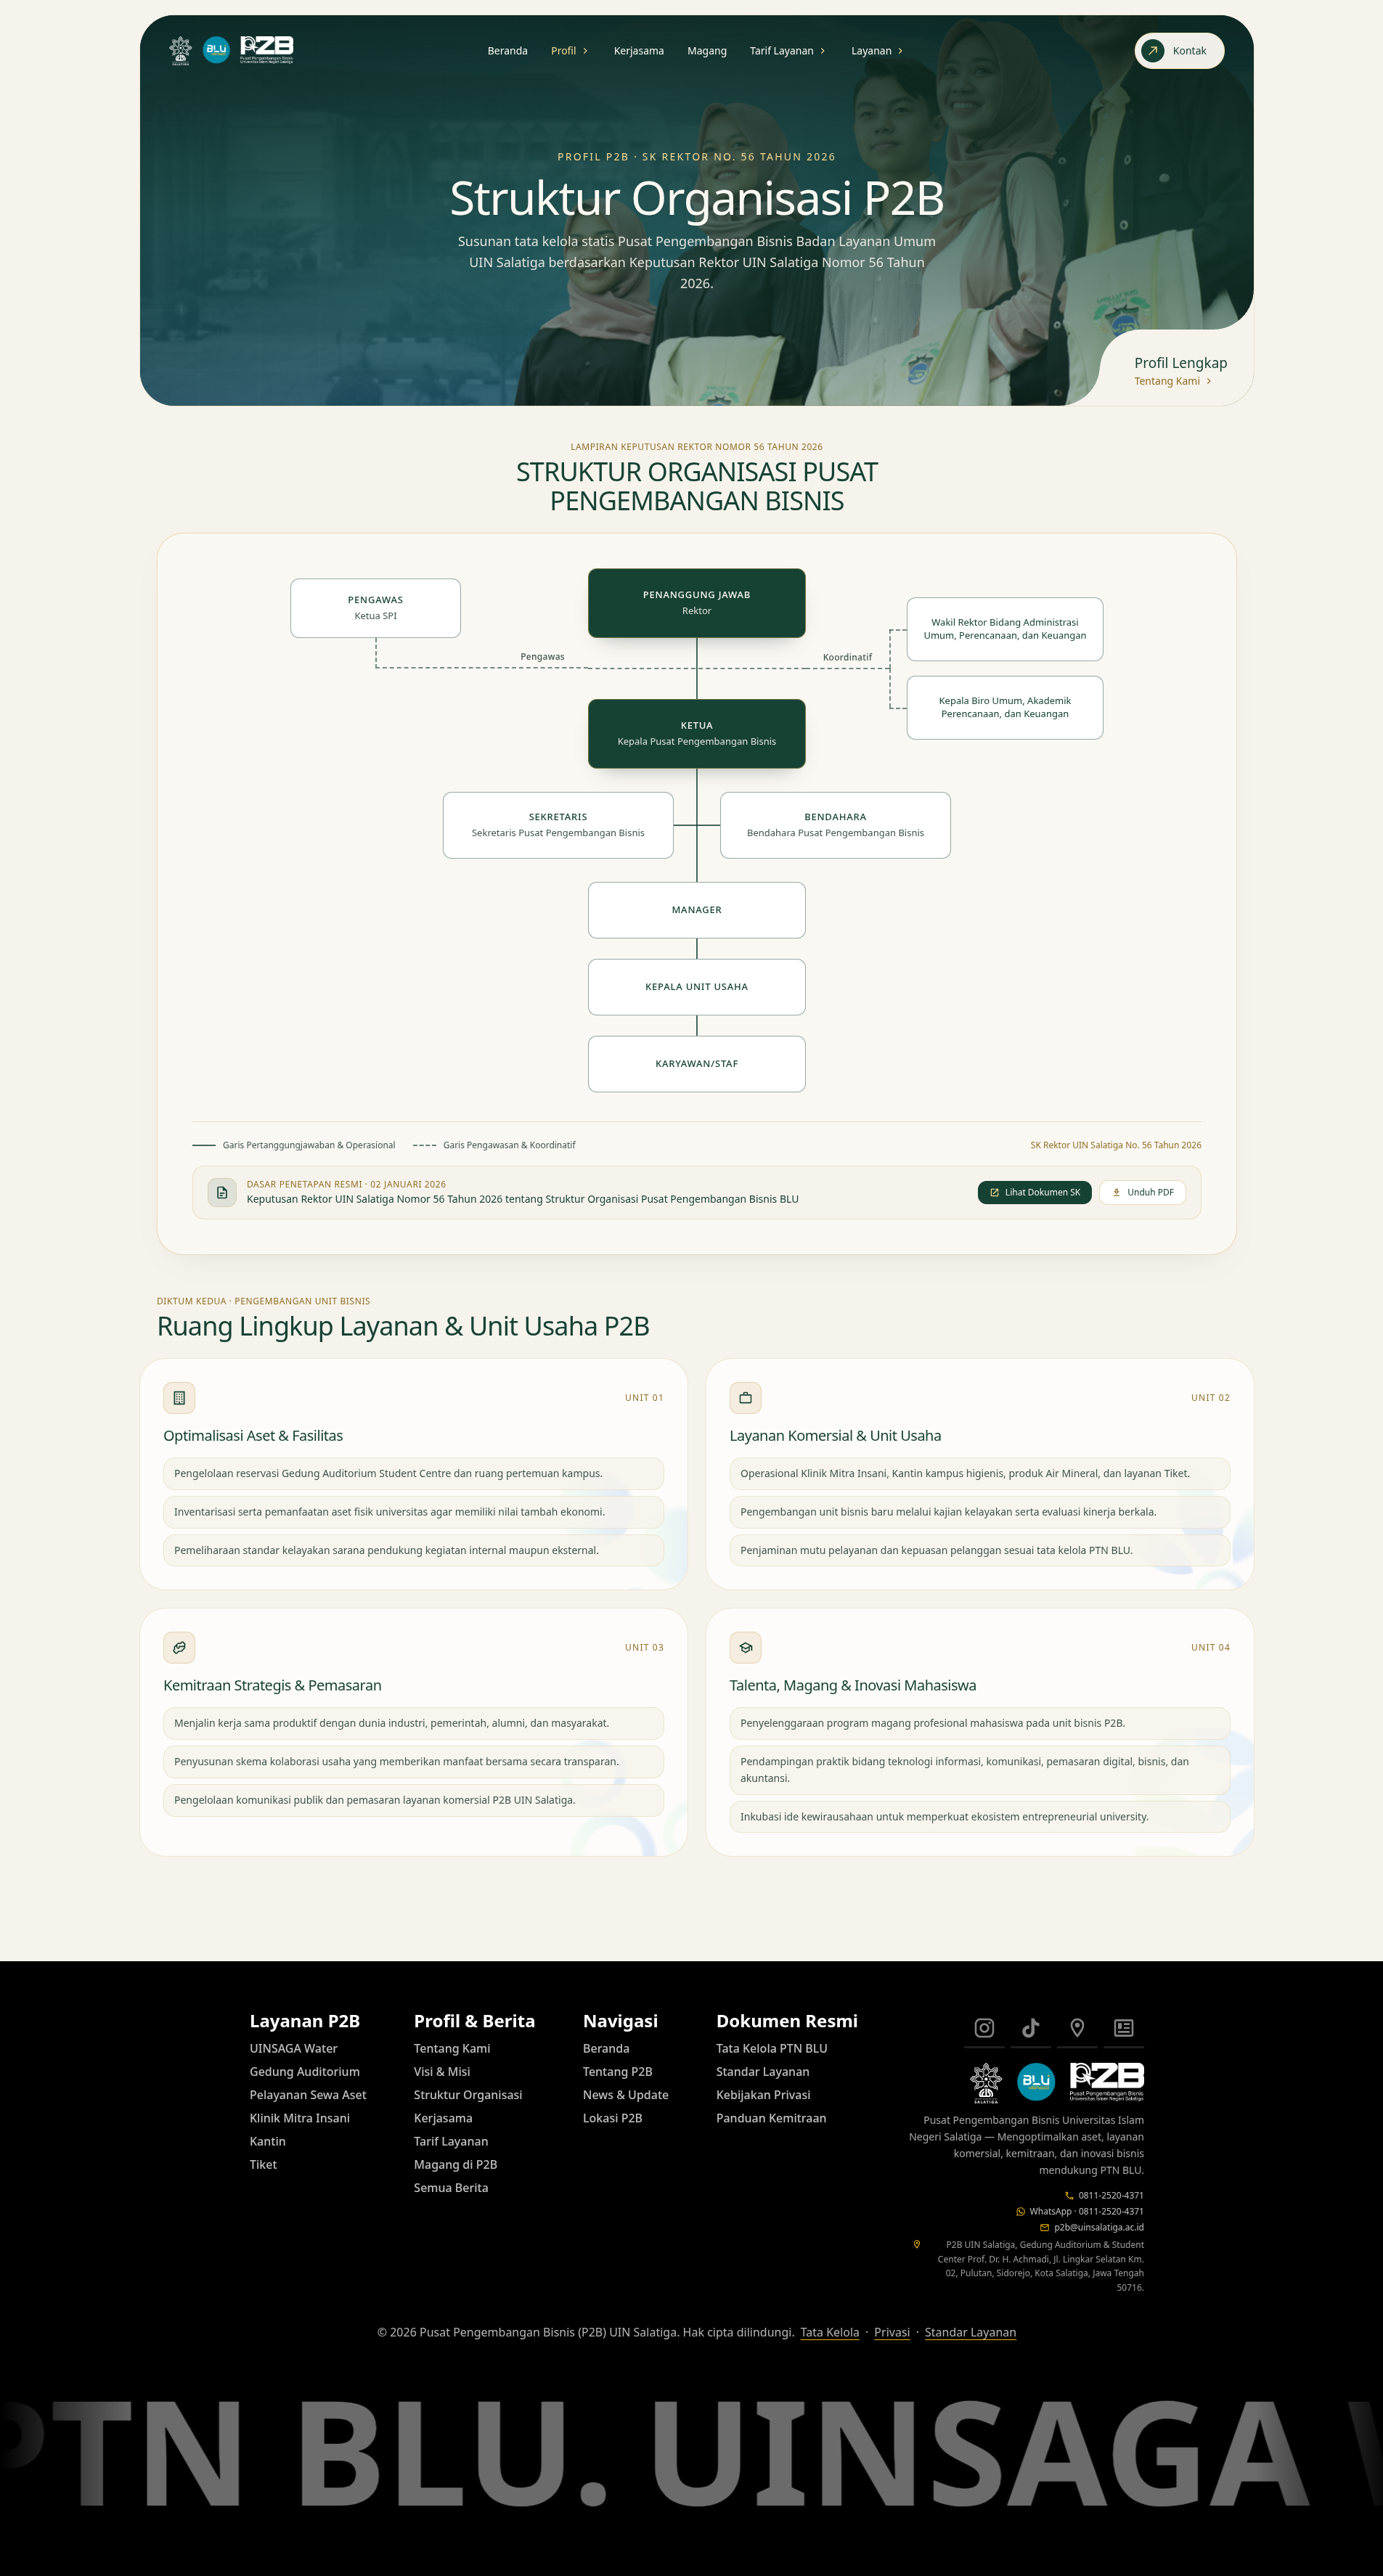 SALATIGA
BLU
P2B
Pusat Pengembangan Bisnis
Universitas Islam Negeri Salatiga
Beranda
Profil
Kerjasama
Magang
Tarif Layanan
Layanan
Kontak
PROFIL P2B · SK REKTOR NO. 56 TAHUN 2026
Struktur Organisasi P2B
Susunan tata kelola statis Pusat Pengembangan Bisnis Badan Layanan Umum
UIN Salatiga berdasarkan Keputusan Rektor UIN Salatiga Nomor 56 Tahun
2026.
Profil Lengkap
Tentang Kami
LAMPIRAN KEPUTUSAN REKTOR NOMOR 56 TAHUN 2026
STRUKTUR ORGANISASI PUSAT
PENGEMBANGAN BISNIS
PENGAWAS
Ketua SPI
PENANGGUNG JAWAB
Rektor
Wakil Rektor Bidang Administrasi
Umum, Perencanaan, dan Keuangan
Pengawas
Koordinatif
Kepala Biro Umum, Akademik
Perencanaan, dan Keuangan
KETUA
Kepala Pusat Pengembangan Bisnis
SEKRETARIS
Sekretaris Pusat Pengembangan Bisnis
BENDAHARA
Bendahara Pusat Pengembangan Bisnis
MANAGER
KEPALA UNIT USAHA
KARYAWAN/STAF
Garis Pertanggungjawaban & Operasional
Garis Pengawasan & Koordinatif
SK Rektor UIN Salatiga No. 56 Tahun 2026
DASAR PENETAPAN RESMI · 02 JANUARI 2026
Keputusan Rektor UIN Salatiga Nomor 56 Tahun 2026 tentang Struktur Organisasi Pusat Pengembangan Bisnis BLU
Lihat Dokumen SK
Unduh PDF
DIKTUM KEDUA · PENGEMBANGAN UNIT BISNIS
Ruang Lingkup Layanan & Unit Usaha P2B
UNIT 01
Optimalisasi Aset & Fasilitas
Pengelolaan reservasi Gedung Auditorium Student Centre dan ruang pertemuan kampus.
Inventarisasi serta pemanfaatan aset fisik universitas agar memiliki nilai tambah ekonomi.
Pemeliharaan standar kelayakan sarana pendukung kegiatan internal maupun eksternal.
UNIT 02
Layanan Komersial & Unit Usaha
Operasional Klinik Mitra Insani, Kantin kampus higienis, produk Air Mineral, dan layanan Tiket.
Pengembangan unit bisnis baru melalui kajian kelayakan serta evaluasi kinerja berkala.
Penjaminan mutu pelayanan dan kepuasan pelanggan sesuai tata kelola PTN BLU.
UNIT 03
Kemitraan Strategis & Pemasaran
Menjalin kerja sama produktif dengan dunia industri, pemerintah, alumni, dan masyarakat.
Penyusunan skema kolaborasi usaha yang memberikan manfaat bersama secara transparan.
Pengelolaan komunikasi publik dan pemasaran layanan komersial P2B UIN Salatiga.
UNIT 04
Talenta, Magang & Inovasi Mahasiswa
Penyelenggaraan program magang profesional mahasiswa pada unit bisnis P2B.
Pendampingan praktik bidang teknologi informasi, komunikasi, pemasaran digital, bisnis, dan
akuntansi.
Inkubasi ide kewirausahaan untuk memperkuat ekosistem entrepreneurial university.
Layanan P2B
UINSAGA Water
Gedung Auditorium
Pelayanan Sewa Aset
Klinik Mitra Insani
Kantin
Tiket
Profil & Berita
Tentang Kami
Visi & Misi
Struktur Organisasi
Kerjasama
Tarif Layanan
Magang di P2B
Semua Berita
Navigasi
Beranda
Tentang P2B
News & Update
Lokasi P2B
Dokumen Resmi
Tata Kelola PTN BLU
Standar Layanan
Kebijakan Privasi
Panduan Kemitraan
SALATIGA
BLU
P2B
Pusat Pengembangan Bisnis
Universitas Islam Negeri Salatiga
Pusat Pengembangan Bisnis Universitas Islam
Negeri Salatiga — Mengoptimalkan aset, layanan
komersial, kemitraan, dan inovasi bisnis
mendukung PTN BLU.
0811-2520-4371
WhatsApp · 0811-2520-4371
p2b@uinsalatiga.ac.id
P2B UIN Salatiga, Gedung Auditorium & Student
Center Prof. Dr. H. Achmadi, Jl. Lingkar Selatan Km.
02, Pulutan, Sidorejo, Kota Salatiga, Jawa Tengah
50716.
© 2026 Pusat Pengembangan Bisnis (P2B) UIN Salatiga. Hak cipta dilindungi. Tata Kelola · Privasi · Standar Layanan
PTN BLU. UINSAGA